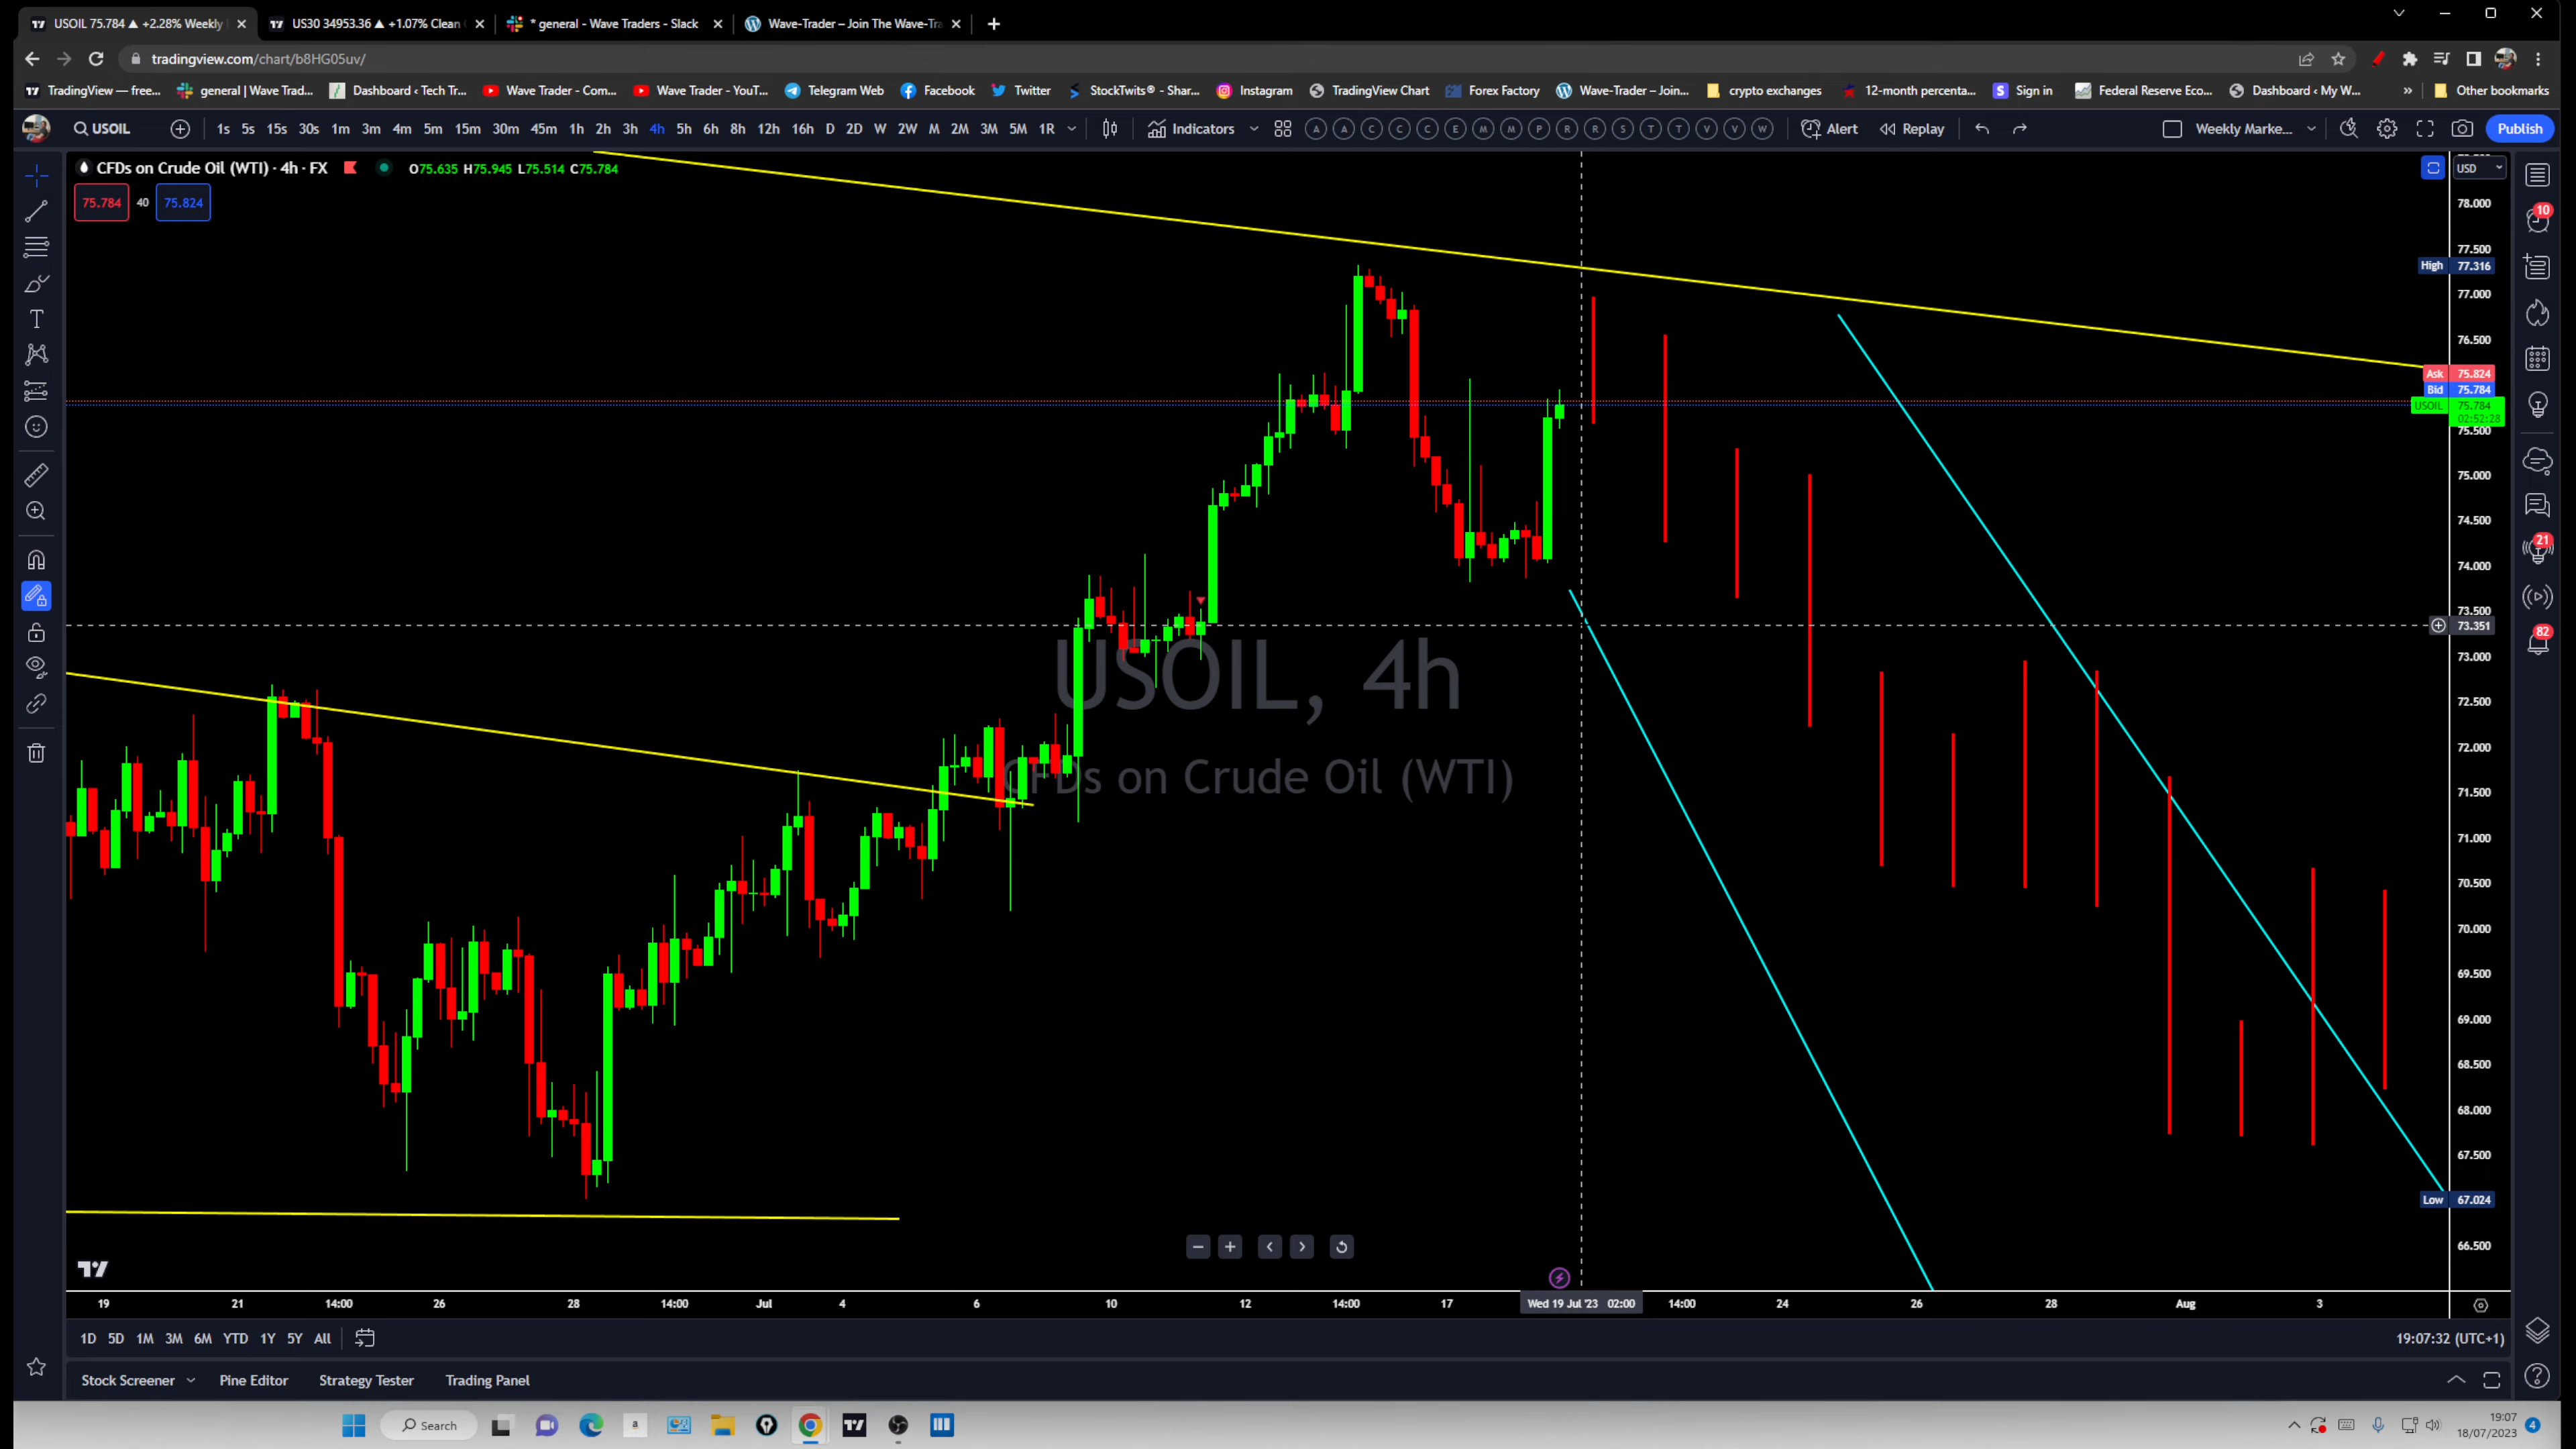 USOIL 75.784 ▲ +2.28% Weekly
US30 34953.36 ▲ +1.07% Clean
* general - Wave Traders - Slack
Wave-Trader – Join The Wave-Tra
tradingview.com/chart/b8HG05uv/
TradingView — free...
general | Wave Trad...
Dashboard ‹ Tech Tr...
Wave Trader - Com...
Wave Trader - YouT...
Telegram Web
Facebook
Twitter
StockTwits® - Shar...
Instagram
TradingView Chart
Forex Factory
Wave-Trader – Join...
crypto exchanges
12-month percenta...
Sign in
Federal Reserve Eco...
Dashboard ‹ My W...
»
Other bookmarks
USOIL
1s 5s 15s 30s 1m 3m 4m 5m 15m 30m 45m 1h 2h 3h 4h 5h 6h 8h 12h 16h D 2D W 2W M 2M 3M 5M 1R
Indicators
A A C C C E M M P R R S T T V V W
Alert
Replay
Weekly Marke...
Publish
CFDs on Crude Oil (WTI) · 4h · FX
O75.635 H75.945 L75.514 C75.784
75.784 40 75.824
USD
78.000
77.500
High 77.316
77.000
76.500
Ask 75.824
Bid 75.784
USOIL 75.784
02:52:28
75.500
75.000
74.500
74.000
73.500
73.351
73.000
72.500
72.000
71.500
71.000
70.500
70.000
69.500
69.000
68.500
68.000
67.500
Low 67.024
66.500
USOIL, 4h
CFDs on Crude Oil (WTI)
10
21
82
19 21 14:00 26 28 14:00 Jul 4 6 10 12 14:00 17 Wed 19 Jul '23 02:00 14:00 24 26 28 Aug 3
1D 5D 1M 3M 6M YTD 1Y 5Y All
19:07:32 (UTC+1)
Stock Screener
Pine Editor
Strategy Tester
Trading Panel
Search
a
19:07
18/07/2023
4